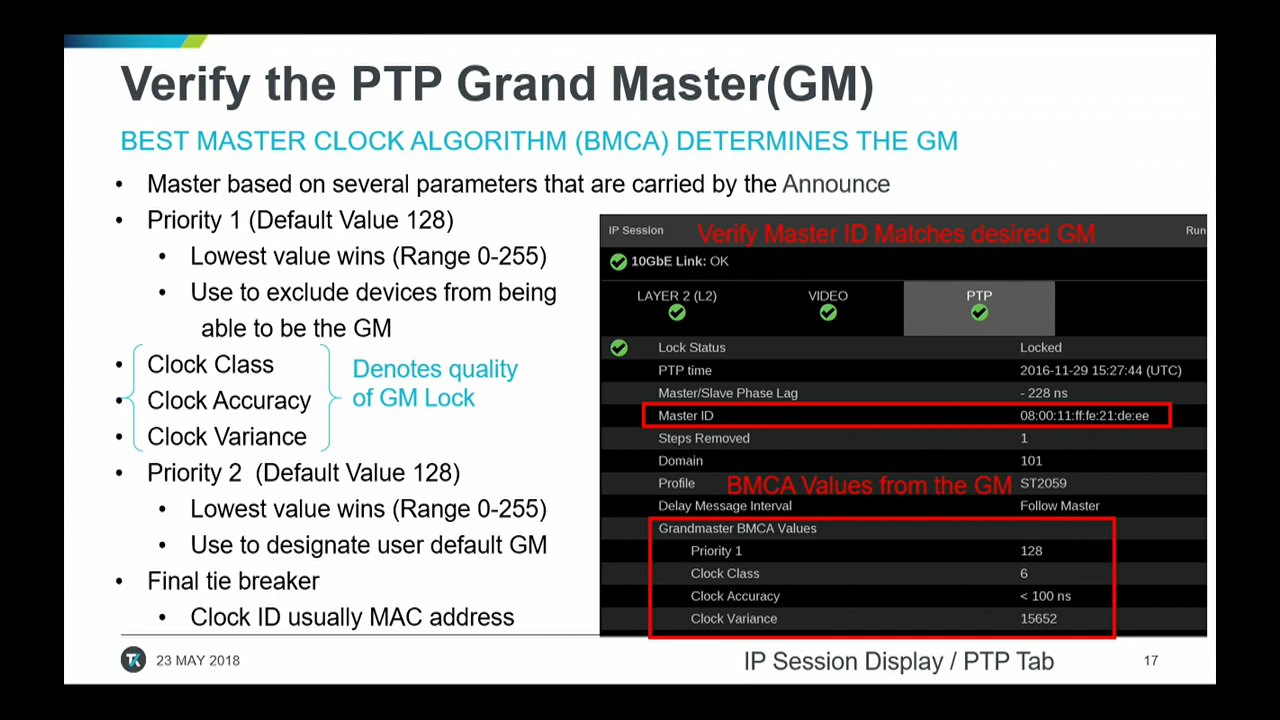 Verify the PTP Grand Master(GM)
BEST MASTER CLOCK ALGORITHM (BMCA) DETERMINES THE GM
• Master based on several parameters that are carried by the Announce
• Priority 1 (Default Value 128)
• Lowest value wins (Range 0-255)
• Use to exclude devices from being
able to be the GM
• Clock Class
• Clock Accuracy
• Clock Variance
Denotes quality
of GM Lock
• Priority 2 (Default Value 128)
• Lowest value wins (Range 0-255)
• Use to designate user default GM
• Final tie breaker
• Clock ID usually MAC address
IP Session
Verify Master ID Matches desired GM
Run
10GbE Link: OK
LAYER 2 (L2) VIDEO PTP
Lock Status Locked
PTP time 2016-11-29 15:27:44 (UTC)
Master/Slave Phase Lag - 228 ns
Master ID 08:00:11:ff:fe:21:de:ee
Steps Removed 1
Domain 101
Profile ST2059
BMCA Values from the GM
Delay Message Interval Follow Master
Grandmaster BMCA Values
Priority 1 128
Clock Class 6
Clock Accuracy < 100 ns
Clock Variance 15652
23 MAY 2018
IP Session Display / PTP Tab
17